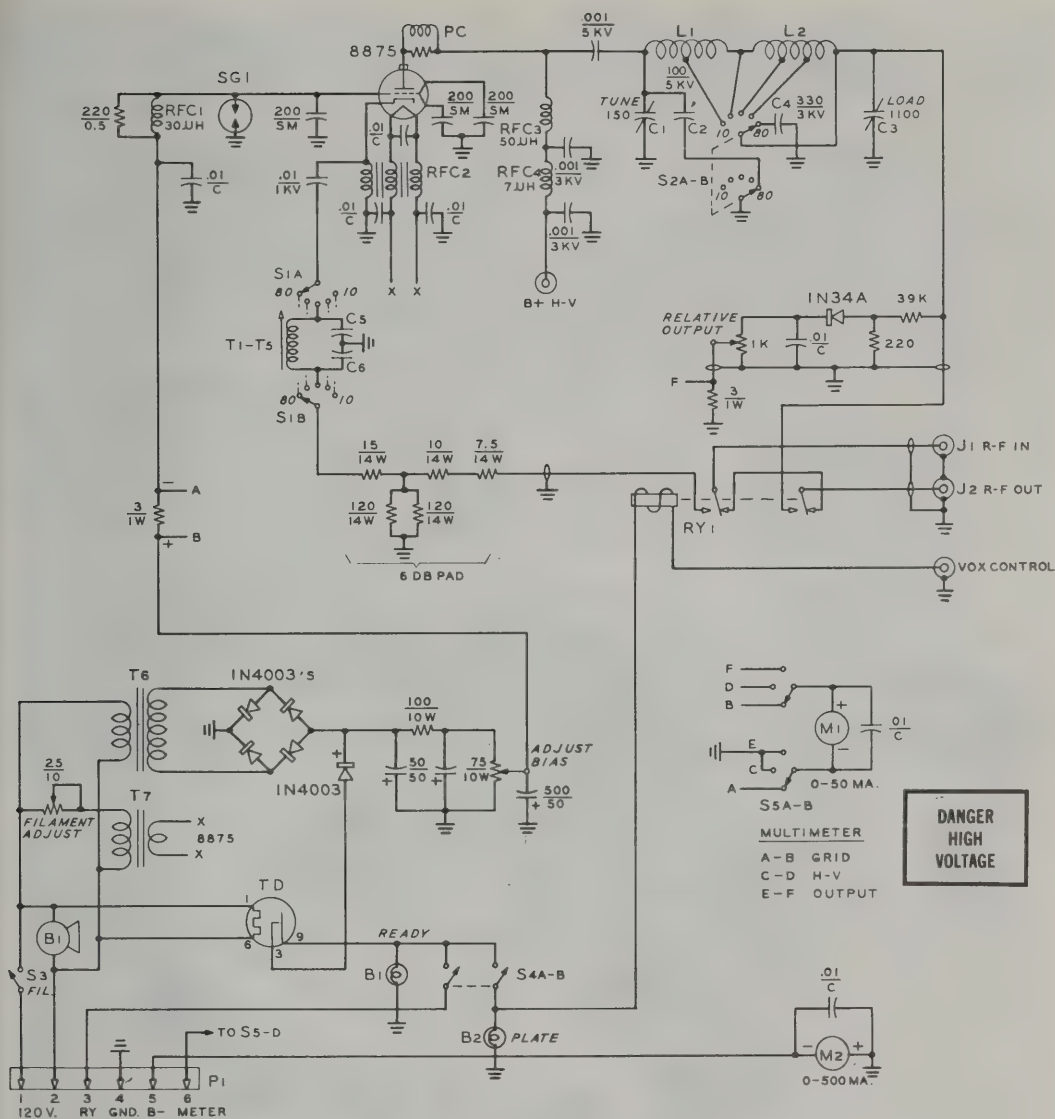 PC
8875
.001
5 KV
L1
L2
SG1
220
0.5
RFC1
30UH
200
SM
.01
C
200
SM
200
SM
RFC3
50UH
100
5 KV
TUNE
150
C1
C2
10
80
C4
330
3 KV
LOAD
1100
C3
.01
C
.01
1KV
RFC2
RFC4
7UH
.001
3KV
S2A-B
10
80
.01
C
.01
C
.001
3KV
X X
B+ H-V
S1A
80
10
T1-T5
C5
C6
80
10
S1B
1N34A
39K
RELATIVE
OUTPUT
1K
.01
C
220
F
3
1W
15
14W
10
14W
7.5
14W
120
14W
120
14W
6 DB PAD
J1 R-F IN
J2 R-F OUT
RY1
VOX CONTROL
− A
3
1W
+ B
T6
1N4003'S
100
10W
+
1N4003
50
50
+
+
75
10W
ADJUST
BIAS
500
50
+
25
10
FILAMENT
ADJUST
T7
X
8875
X
F
D
B
E
C
A
+
M1
−
.01
C
0-50 MA.
S5A-B
MULTIMETER
A-B GRID
C-D H-V
E-F OUTPUT
DANGER
HIGH
VOLTAGE
TD
1
6
3
9
B1
S3
FIL.
READY
B1
S4A-B
B2
PLATE
.01
C
− M2 +
0-500 MA.
TO S5-D
P1
1 2 3 4 5 6
120 V. RY GND. B- METER